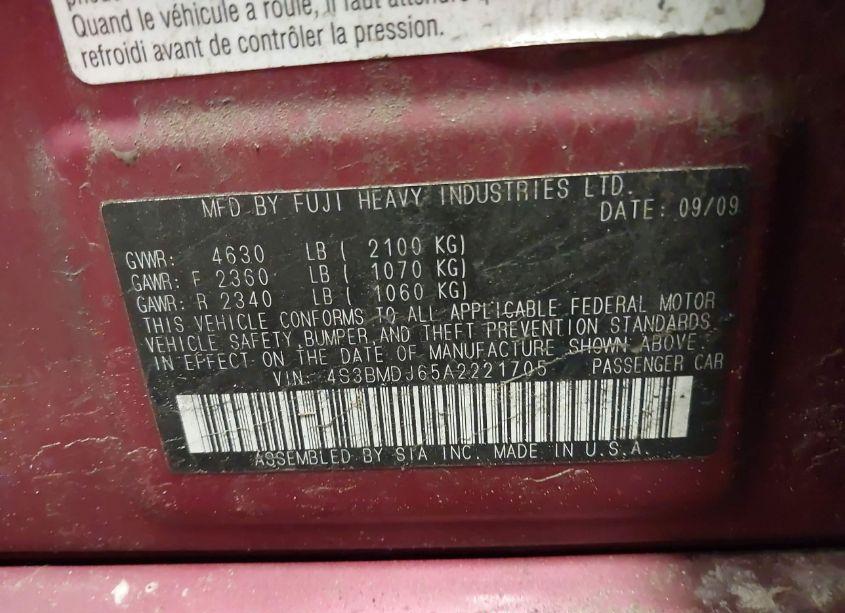 Quand le véhicule a roulé, il faut attendre
refroidi avant de contrôler la pression.
MFD BY FUJI HEAVY INDUSTRIES LTD.
DATE: 09/09
GVWR: 4630 LB ( 2100 KG)
GAWR: F 2360 LB ( 1070 KG)
GAWR: R 2340 LB ( 1060 KG)
THIS VEHICLE CONFORMS TO ALL APPLICABLE FEDERAL MOTOR
VEHICLE SAFETY, BUMPER, AND THEFT PREVENTION STANDARDS
IN EFFECT ON THE DATE OF MANUFACTURE SHOWN ABOVE.
VIN: 4S3BMDJ65A2221705 PASSENGER CAR
ASSEMBLED BY SIA INC. MADE IN U.S.A.